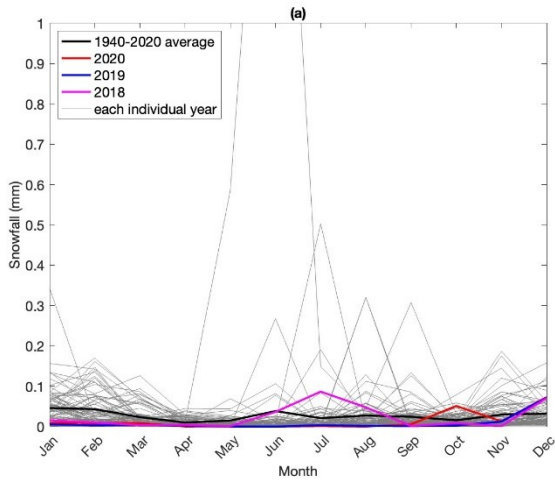 (a)
1940-2020 average
2020
2019
2018
each individual year
Snowfall (mm)
1
0.9
0.8
0.7
0.6
0.5
0.4
0.3
0.2
0.1
0
Jan Feb Mar Apr May Jun Jul Aug Sep Oct Nov Dec
Month